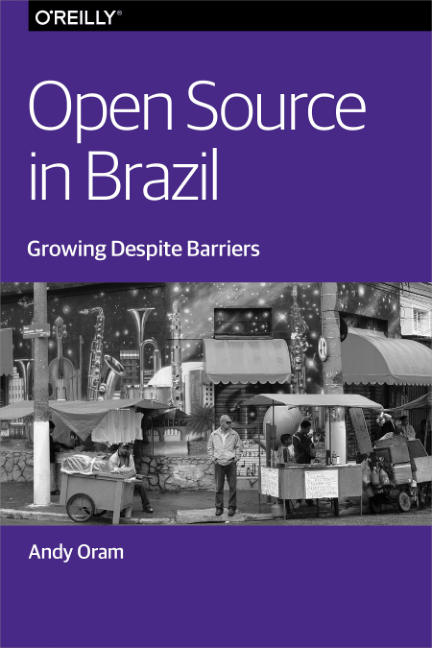 O'REILLY®
Open Source
in Brazil
Growing Despite Barriers
Andy Oram